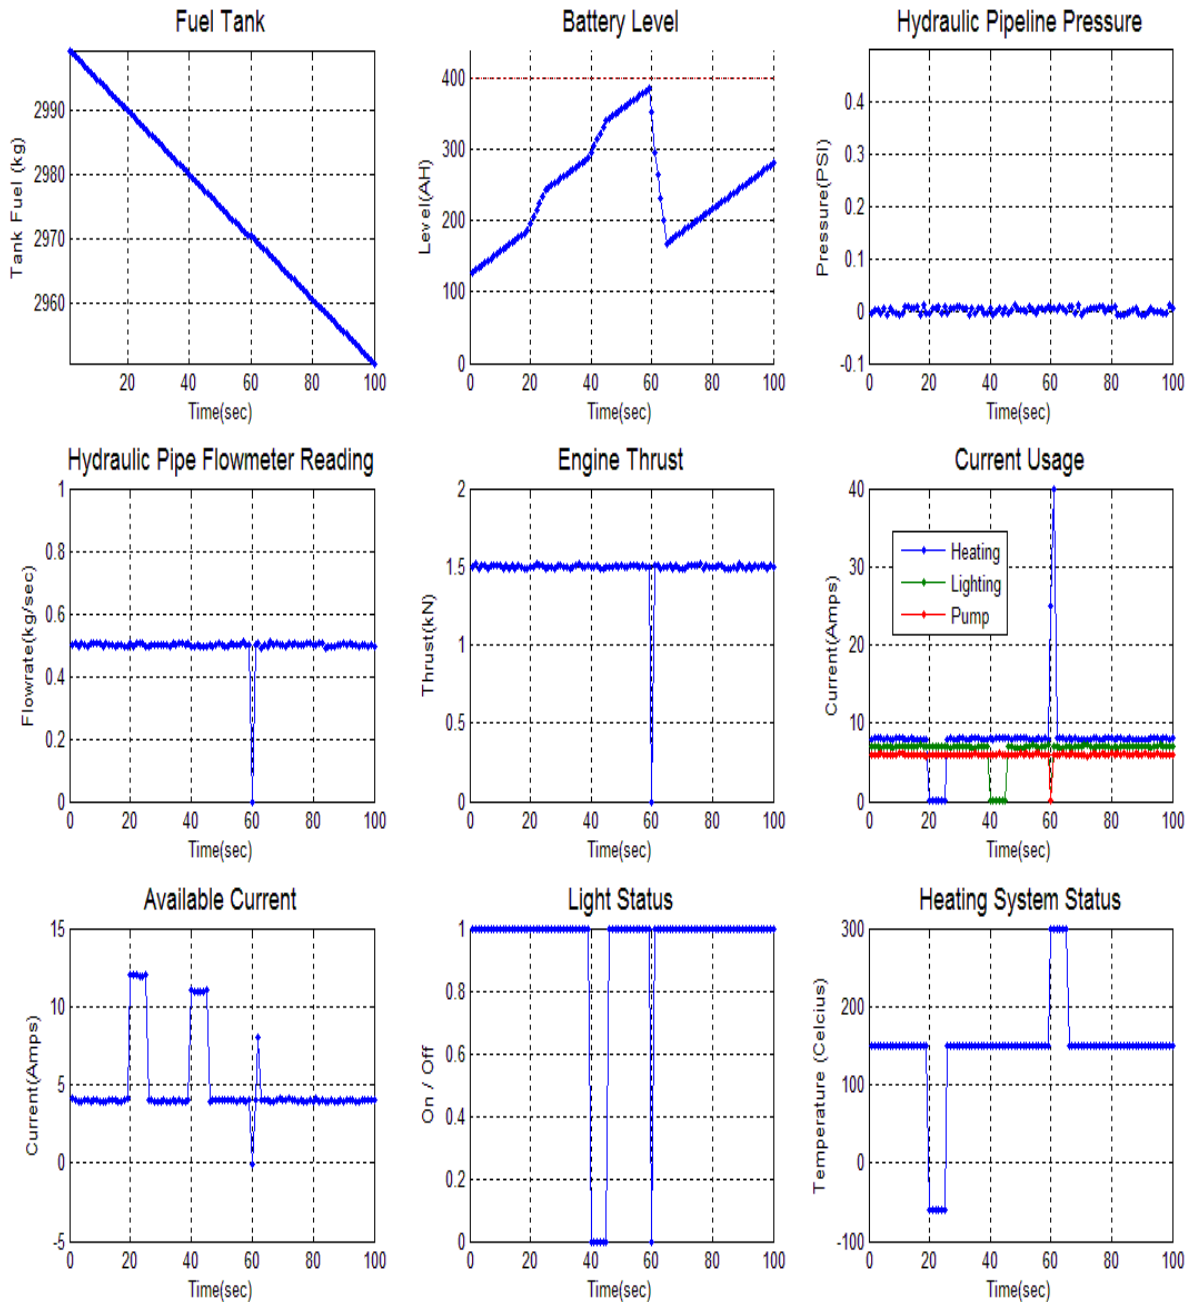 Fuel Tank
Battery Level
Hydraulic Pipeline Pressure
Tank Fuel (kg)
2990
2980
2970
2960
20 40 60 80 100
Time(sec)
Level(AH)
400
300
200
100
0
0 20 40 60 80 100
Time(sec)
Pressure(PSI)
0.4
0.3
0.2
0.1
0
-0.1
0 20 40 60 80 100
Time(sec)
Hydraulic Pipe Flowmeter Reading
Engine Thrust
Current Usage
Flowrate(kg/sec)
1
0.8
0.6
0.4
0.2
0
0 20 40 60 80 100
Time(sec)
Thrust(kN)
2
1.5
1
0.5
0
0 20 40 60 80 100
Time(sec)
Current(Amps)
40
30
20
10
0
Heating
Lighting
Pump
0 20 40 60 80 100
Time(sec)
Available Current
Light Status
Heating System Status
Current(Amps)
15
10
5
0
-5
0 20 40 60 80 100
Time(sec)
On / Off
1
0.8
0.6
0.4
0.2
0
0 20 40 60 80 100
Time(sec)
Temperature (Celcius)
300
200
100
0
-100
0 20 40 60 80 100
Time(sec)